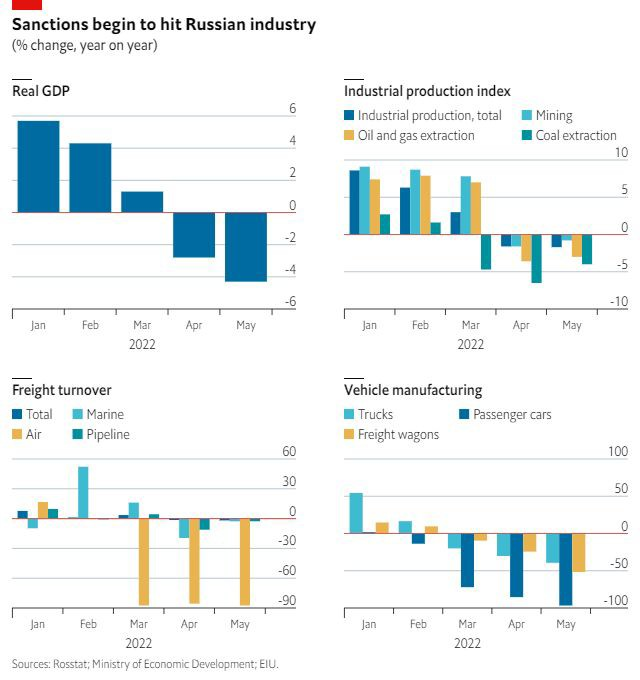 Sanctions begin to hit Russian industry
(% change, year on year)
Real GDP
6
4
2
0
-2
-4
-6
Jan Feb Mar Apr May
2022
Industrial production index
Industrial production, total Mining
Oil and gas extraction Coal extraction
10
5
0
-5
-10
Jan Feb Mar Apr May
2022
Freight turnover
Total Marine
Air Pipeline
60
30
0
-30
-60
-90
Jan Feb Mar Apr May
2022
Vehicle manufacturing
Trucks Passenger cars
Freight wagons
100
50
0
-50
-100
Jan Feb Mar Apr May
2022
Sources: Rosstat; Ministry of Economic Development; EIU.